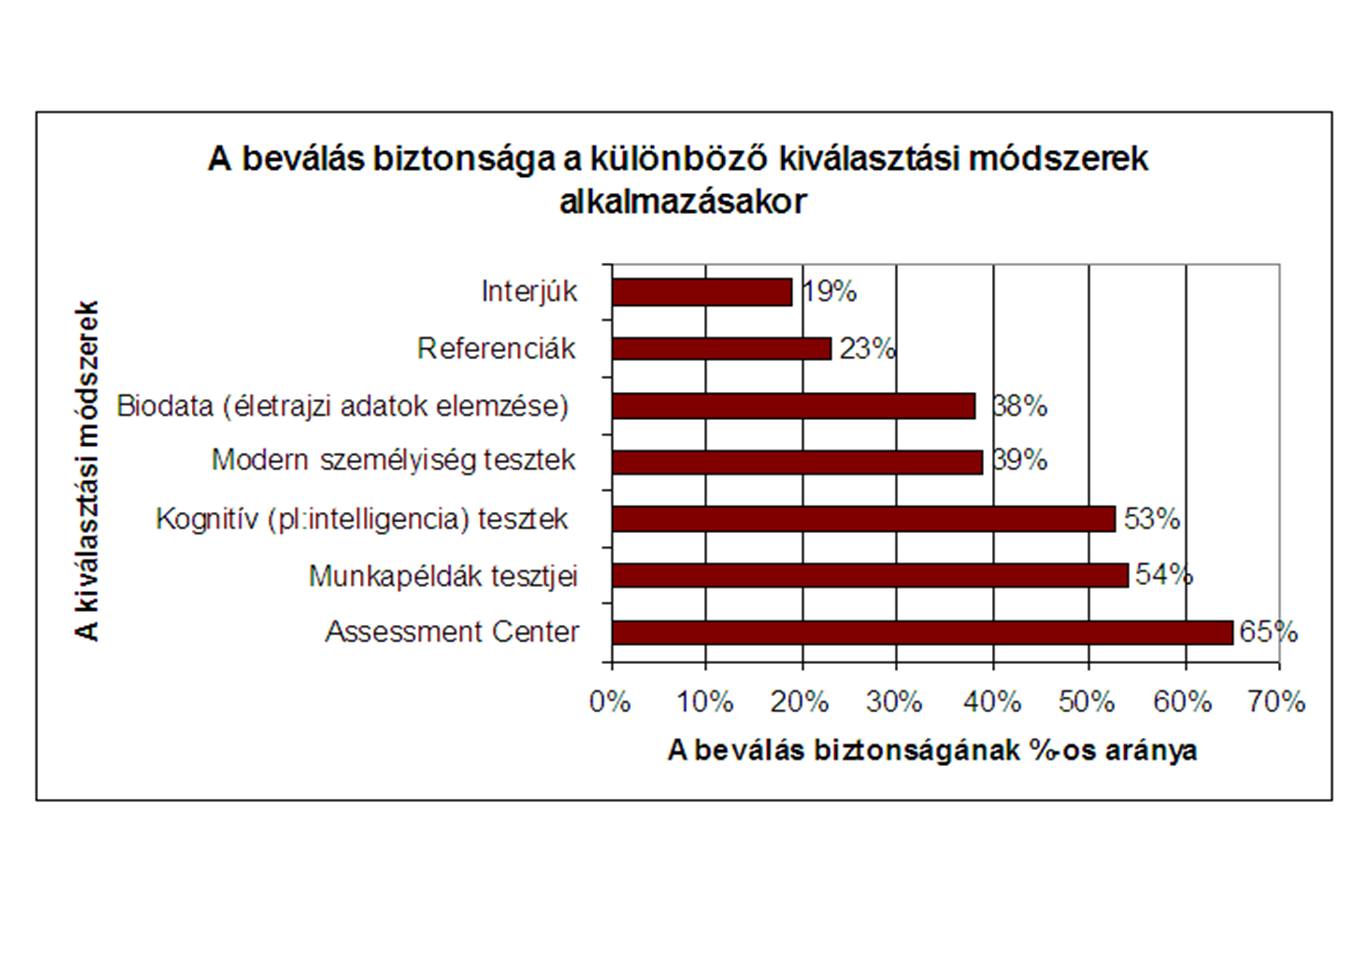 A beválás biztonsága a különböző kiválasztási módszerek
alkalmazásakor
A kiválasztási módszerek
Interjúk 19%
Referenciák 23%
Biodata (életrajzi adatok elemzése) 38%
Modern személyiség tesztek 39%
Kognitív (pl:intelligencia) tesztek 53%
Munkapéldák tesztjei 54%
Assessment Center 65%
0% 10% 20% 30% 40% 50% 60% 70%
A beválás biztonságának %-os aránya